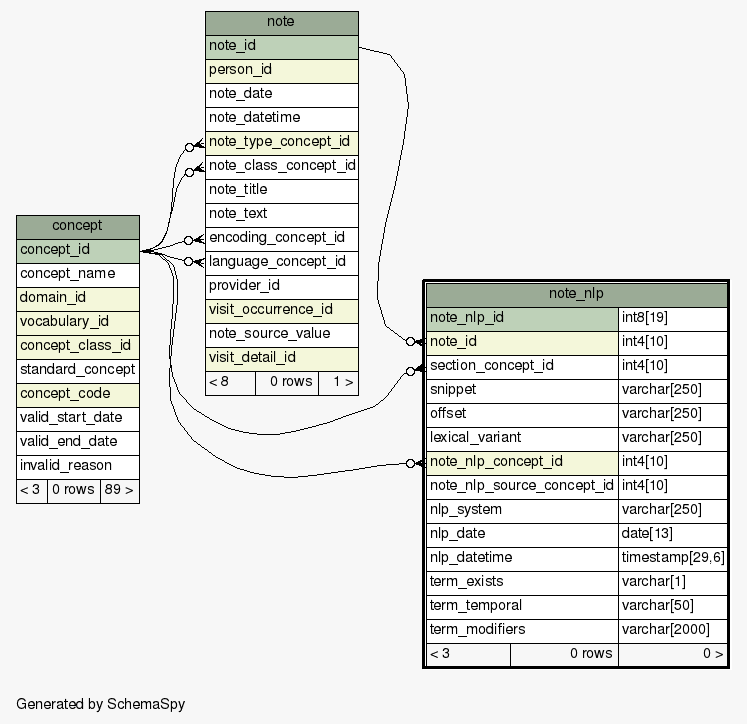 note
note_id
person_id
note_date
note_datetime
note_type_concept_id
note_class_concept_id
note_title
note_text
encoding_concept_id
language_concept_id
provider_id
visit_occurrence_id
note_source_value
visit_detail_id
< 8 0 rows 1 >
concept
concept_id
concept_name
domain_id
vocabulary_id
concept_class_id
standard_concept
concept_code
valid_start_date
valid_end_date
invalid_reason
< 3 0 rows 89 >
note_nlp
note_nlp_id int8[19]
note_id int4[10]
section_concept_id int4[10]
snippet varchar[250]
offset varchar[250]
lexical_variant varchar[250]
note_nlp_concept_id int4[10]
note_nlp_source_concept_id int4[10]
nlp_system varchar[250]
nlp_date date[13]
nlp_datetime timestamp[29,6]
term_exists varchar[1]
term_temporal varchar[50]
term_modifiers varchar[2000]
< 3 0 rows 0 >
Generated by SchemaSpy